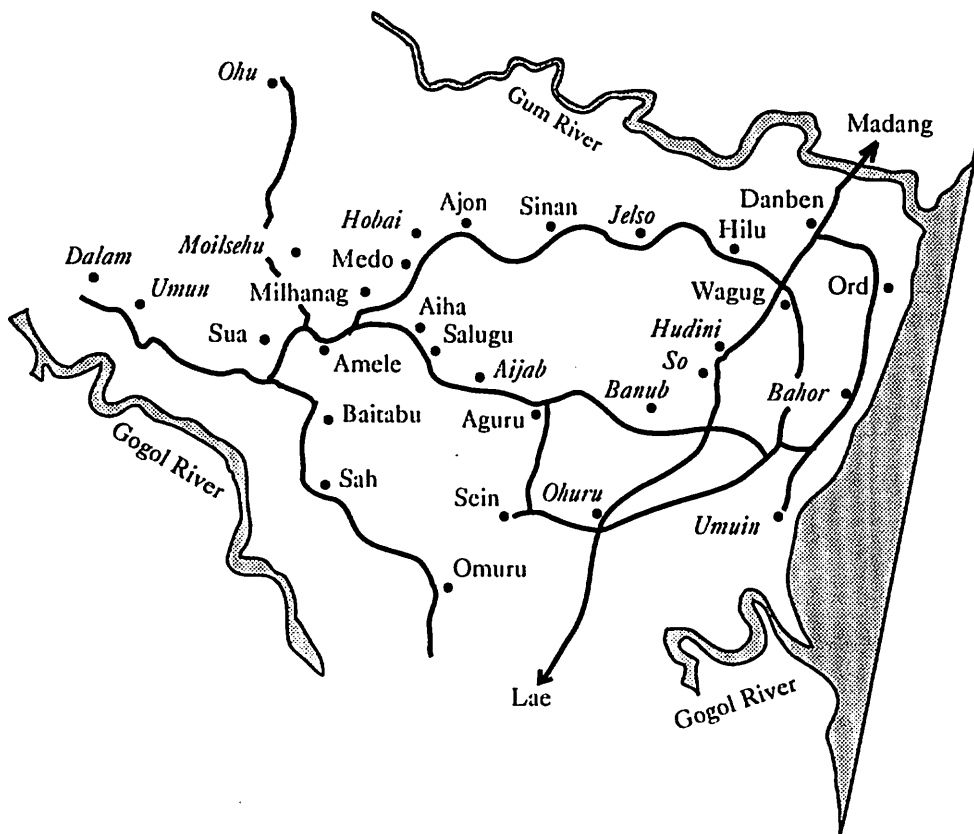 Ohu
Gum River
Madang
Danben
Ajon
Sinan
Jelso
Hobai
Hilu
Moilsehu
Medo
Dalam
Umun
Milhanag
Wagug
Ord
Aiha
Sua
Salugu
Hudini
Amele
So
Aijab
Banub
Bahor
Baitabu
Aguru
Gogol River
Sah
Sein
Ohuru
Umuin
Omuru
Lae
Gogol River